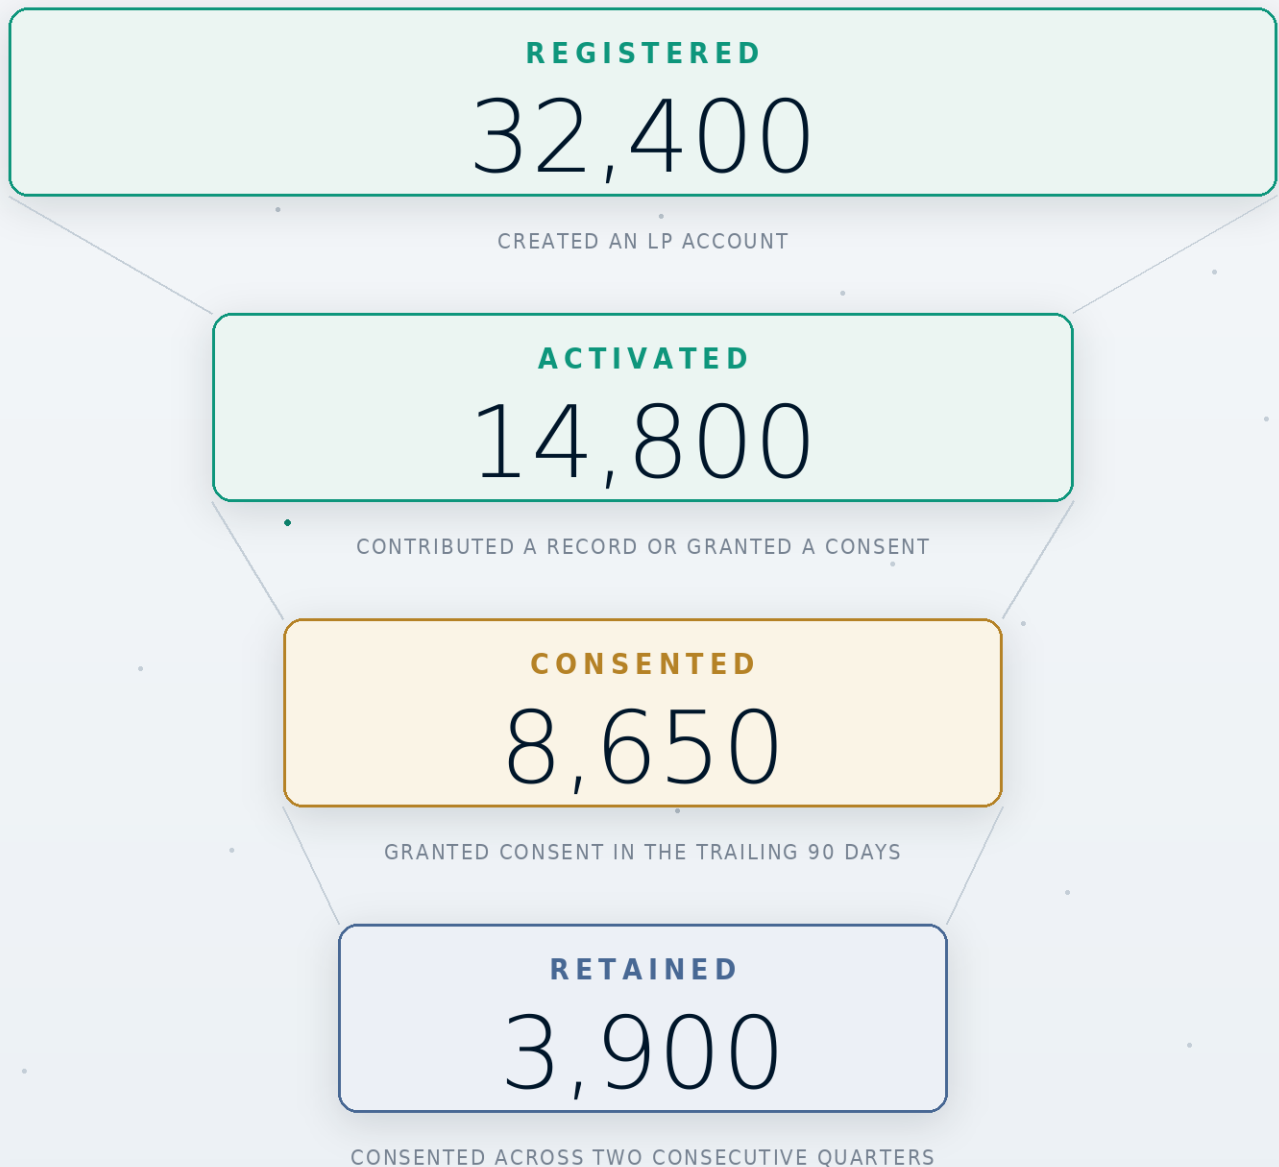 REGISTERED
32,400
CREATED AN LP ACCOUNT
ACTIVATED
14,800
CONTRIBUTED A RECORD OR GRANTED A CONSENT
CONSENTED
8,650
GRANTED CONSENT IN THE TRAILING 90 DAYS
RETAINED
3,900
CONSENTED ACROSS TWO CONSECUTIVE QUARTERS